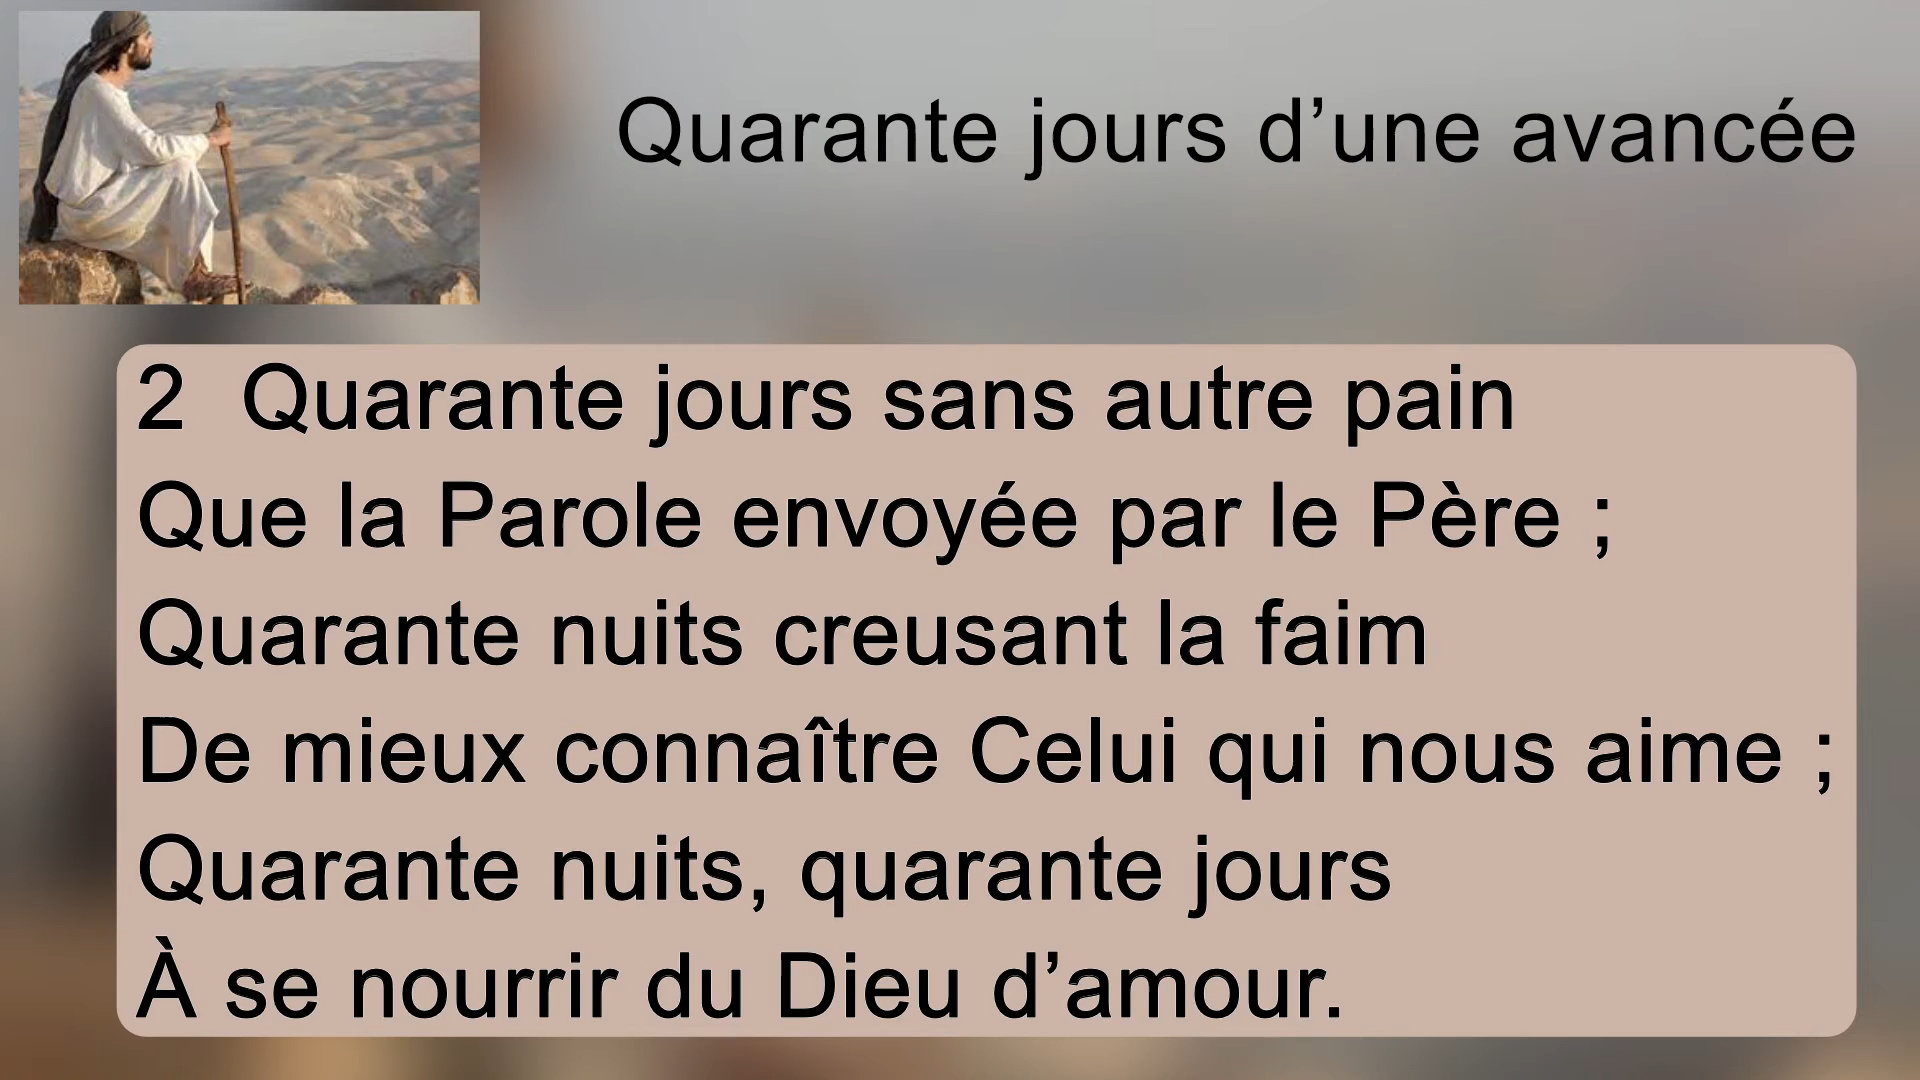 Quarante jours d’une avancée
2 Quarante jours sans autre pain
Que la Parole envoyée par le Père ;
Quarante nuits creusant la faim
De mieux connaître Celui qui nous aime ;
Quarante nuits, quarante jours
À se nourrir du Dieu d’amour.